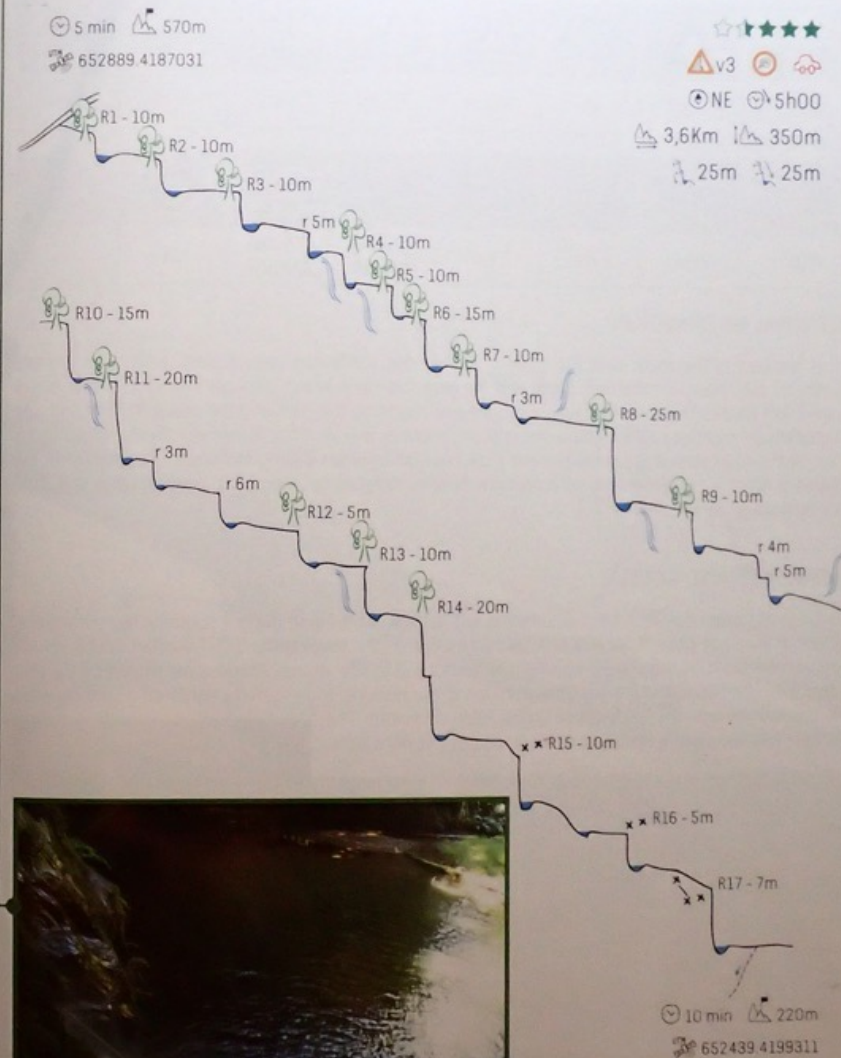 5 min 570m
652889.4187031
v3
NE 5h00
3,6Km 350m
25m 25m
R1 - 10m
R2 - 10m
R3 - 10m
r 5m
R4 - 10m
R5 - 10m
R6 - 15m
R7 - 10m
r 3m
R8 - 25m
R9 - 10m
r 4m
r 5m
R10 - 15m
R11 - 20m
r 3m
r 6m
R12 - 5m
R13 - 10m
R14 - 20m
R15 - 10m
R16 - 5m
R17 - 7m
10 min 220m
652439.4199311